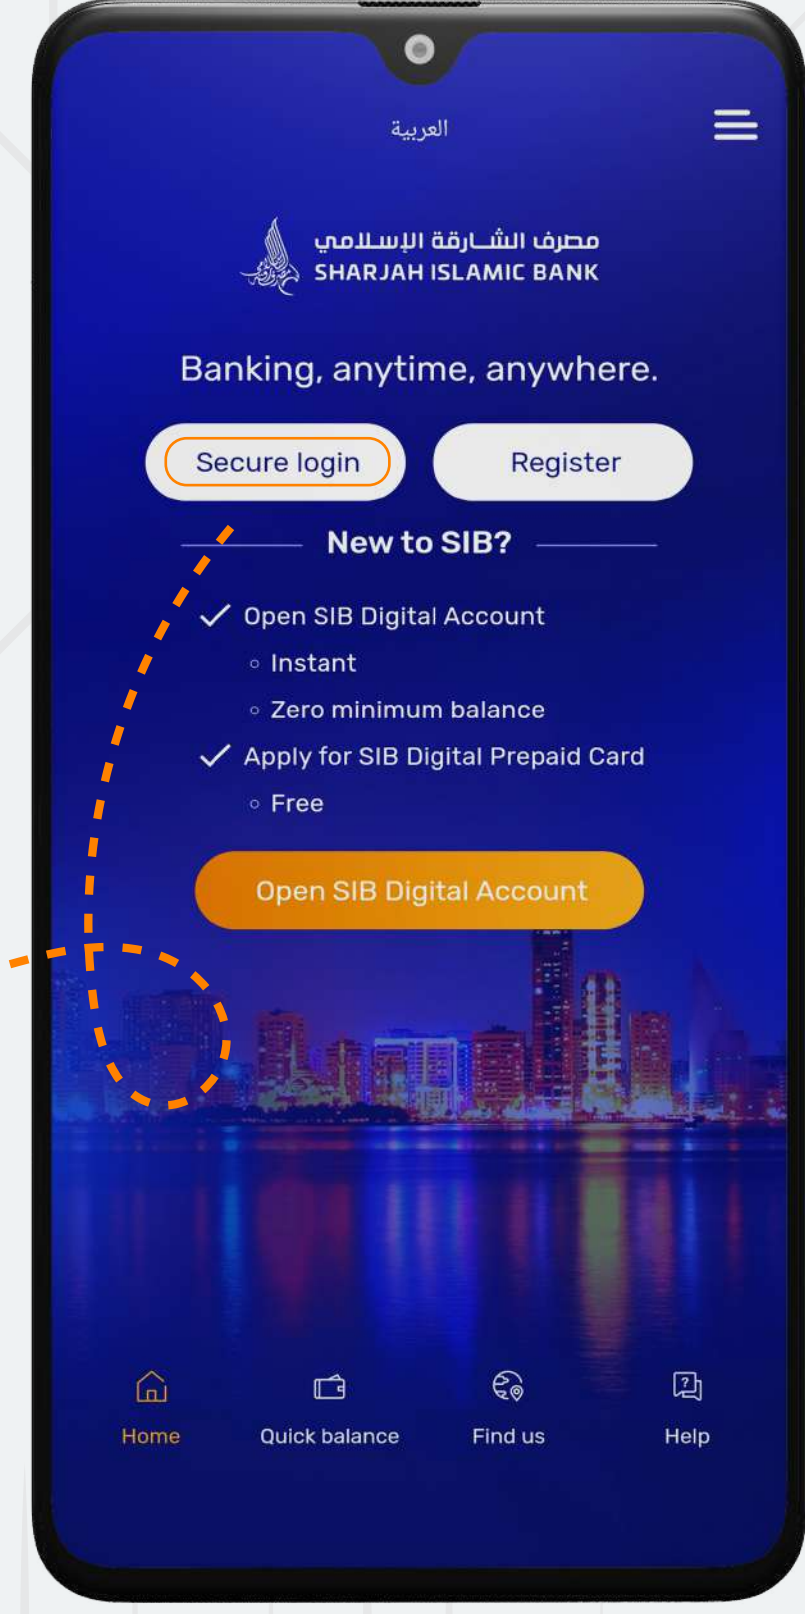 العربية
مصرف الشــارقة الإسـلامي
SHARJAH ISLAMIC BANK
Banking, anytime, anywhere.
Secure login
Register
New to SIB?
Open SIB Digital Account
Instant
Zero minimum balance
Apply for SIB Digital Prepaid Card
Free
Open SIB Digital Account
Home
Quick balance
Find us
Help